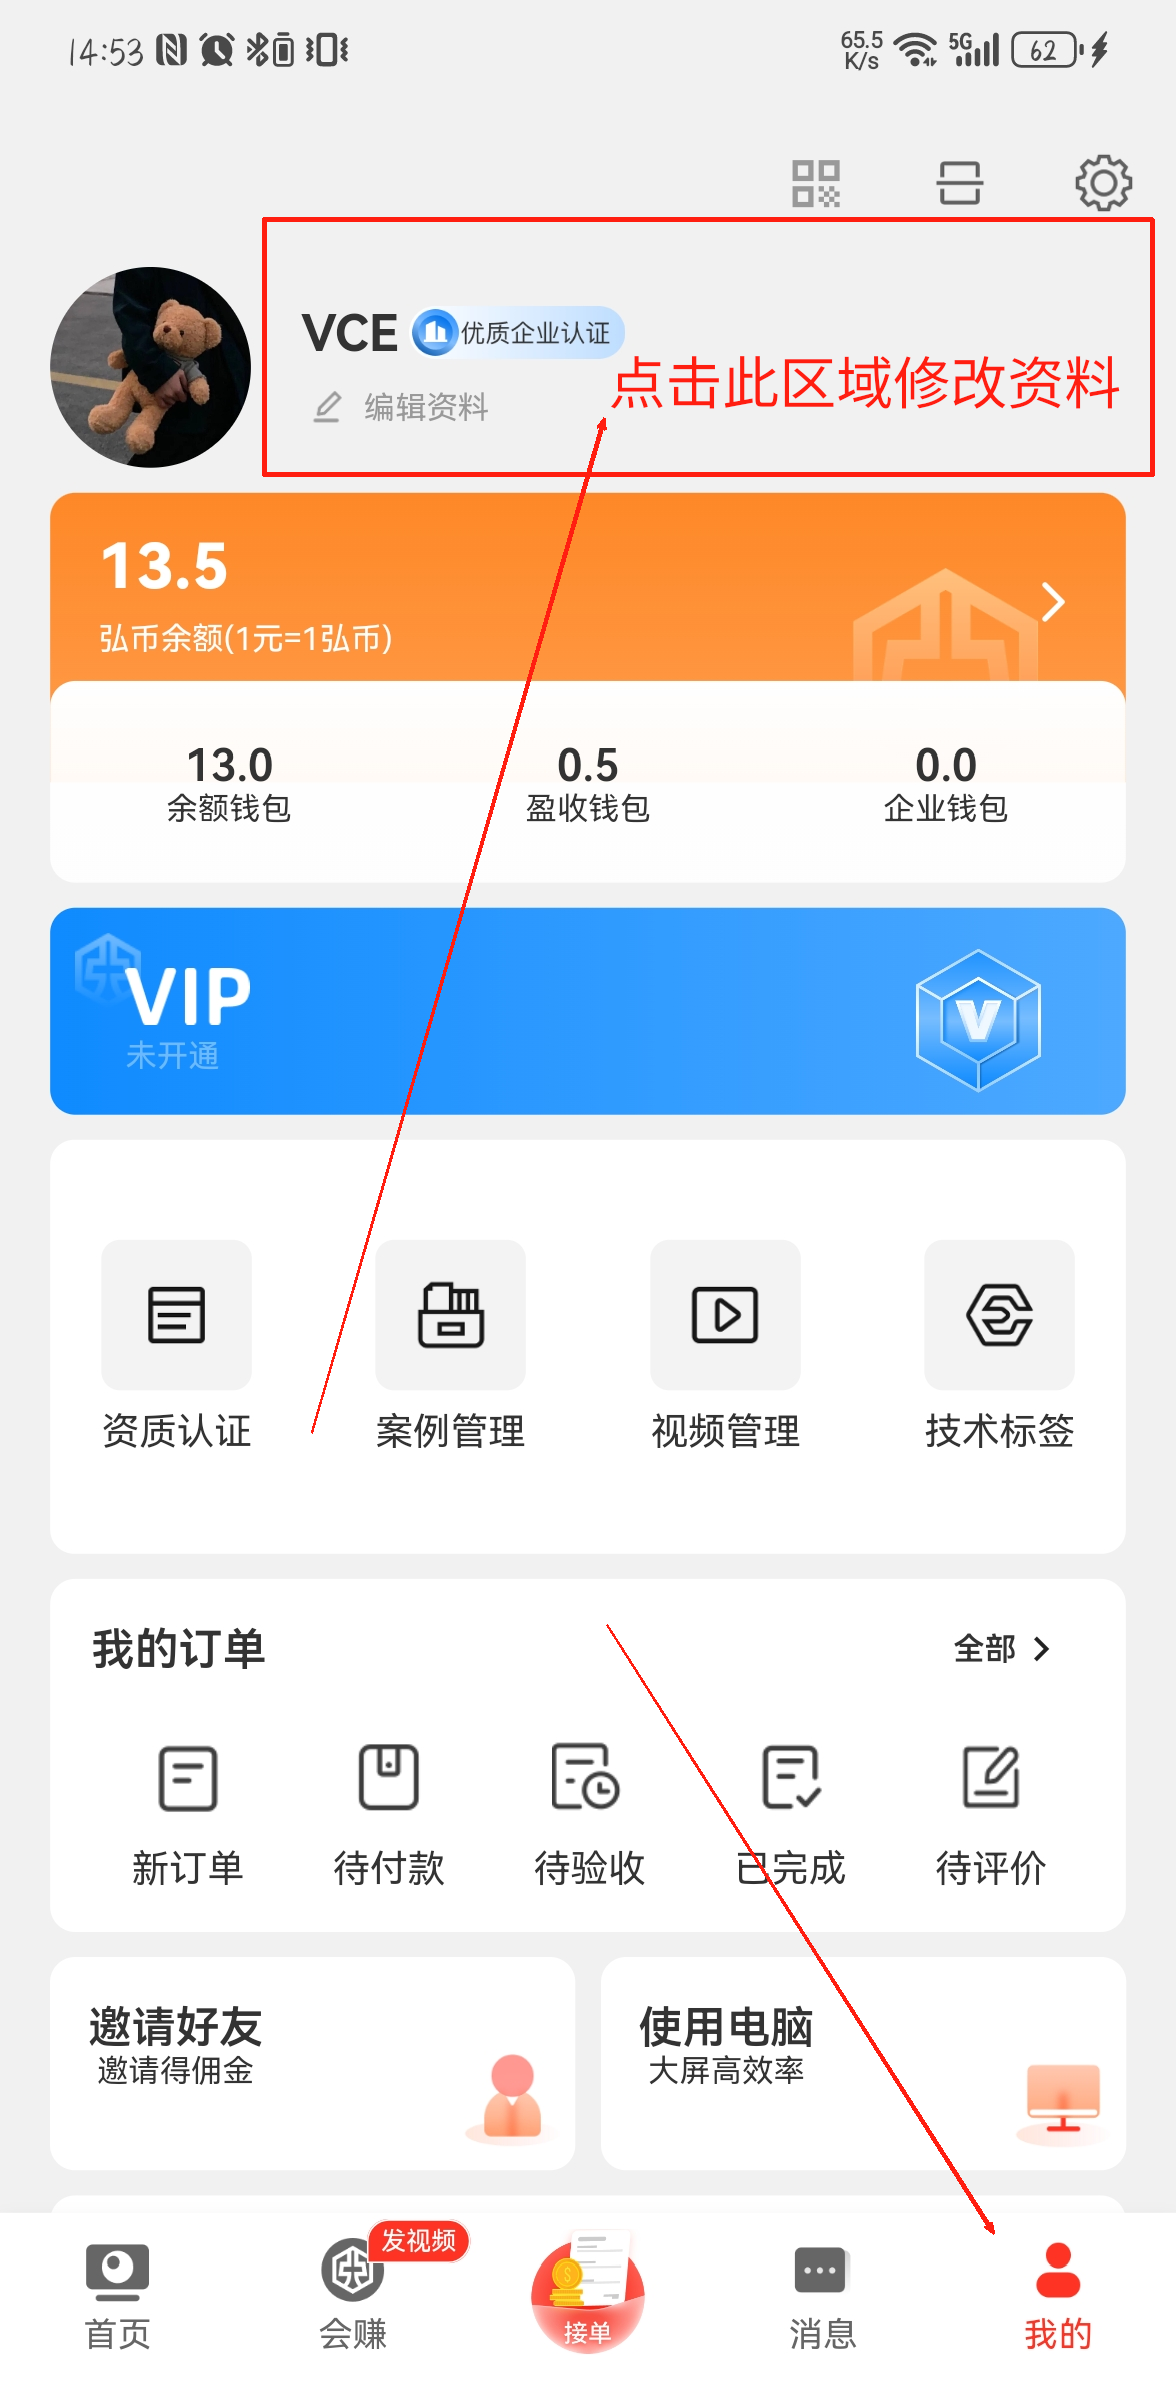 14:53
65.5 K/s 5G 62
VCE 优质企业认证
点击此区域修改资料
编辑资料
13.5
弘币余额(1元=1弘币)
13.0 0.5 0.0
余额钱包 盈收钱包 企业钱包
VIP
未开通
V
资质认证 案例管理 视频管理 技术标签
我的订单 全部
新订单 待付款 待验收 已完成 待评价
邀请好友 使用电脑
邀请得佣金 大屏高效率
发视频
接单
首页 会赚 消息 我的